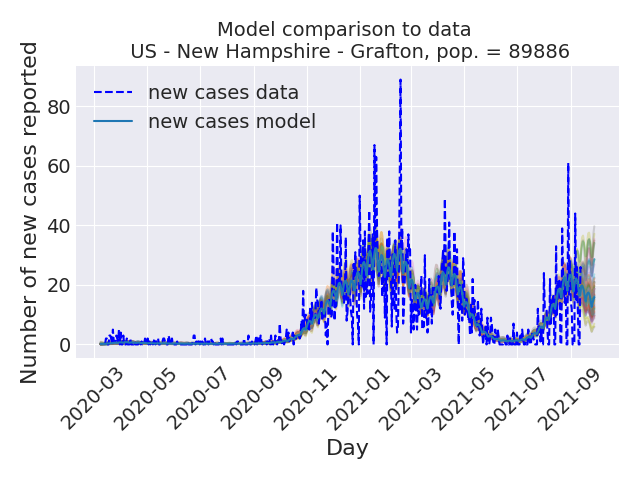 Model comparison to data
US - New Hampshire - Grafton, pop. = 89886
Number of new cases reported
80
60
40
20
0
new cases data
new cases model
2020-03
2020-05
2020-07
2020-09
2020-11
2021-01
2021-03
2021-05
2021-07
2021-09
Day